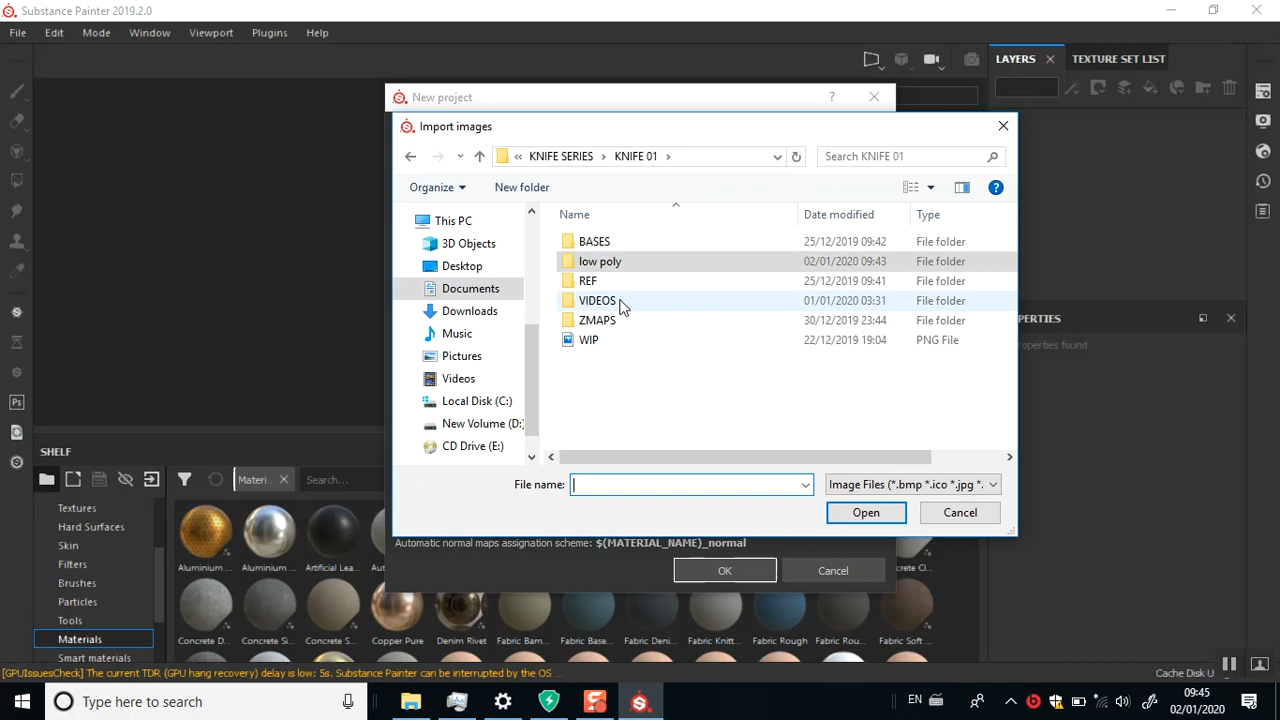 Substance Painter 2019.2.0
File Edit Mode Window Viewport Plugins Help
LAYERS TEXTURE SET LIST
New project ?
Import images
« KNIFE SERIES KNIFE 01
Search KNIFE 01
Organize New folder
Name Date modified Type
This PC
3D Objects
Desktop
Documents
Downloads
Music
Pictures
Videos
Local Disk (C:)
New Volume (D:)
CD Drive (E:)
BASES 25/12/2019 09:42 File folder
low poly 02/01/2020 09:43 File folder
REF 25/12/2019 09:41 File folder
VIDEOS 01/01/2020 03:31 File folder
ZMAPS 30/12/2019 23:44 File folder
WIP 22/12/2019 19:04 PNG File
File name:
Image Files (*.bmp *.ico *.jpg *.
Open Cancel
Automatic normal maps assignation scheme: $(MATERIAL_NAME)_normal
OK Cancel
PERTIES
roperties found
SHELF
Materi... Search...
Textures
Hard Surfaces
Skin
Filters
Brushes
Particles
Tools
Materials
Smart materials
Aluminium ... Aluminium ... Artificial Lea... Concrete Cl...
Concrete D... Concrete Si... Concrete S... Copper Pure Denim Rivet Fabric Barn... Fabric Base... Fabric Deni... Fabric Knitt... Fabric Rough Fabric Rou... Fabric Soft ...
[GPUIssuesCheck] The current TDR (GPU hang recovery) delay is low: 5s. Substance Painter can be interrupted by the OS ...
Cache Disk U
Type here to search
EN
09:45
02/01/2020